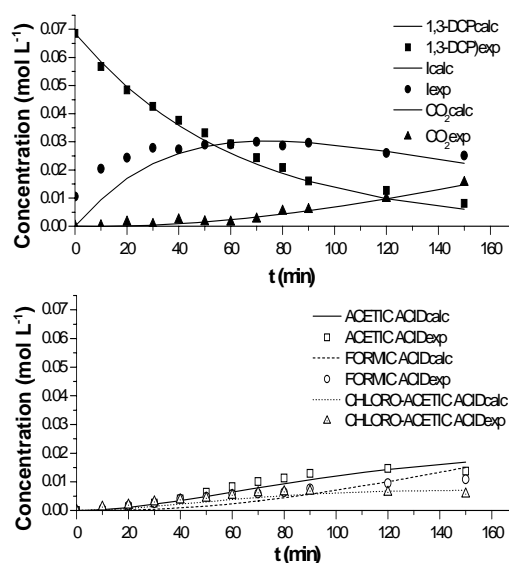 0.07
0.06
0.05
0.04
0.03
0.02
0.01
0.00
Concentration (mol L-1)
1,3-DCPcalc
1,3-DCP)exp
Icalc
Iexp
CO2calc
CO2exp
0 20 40 60 80 100 120 140 160
t (min)
0.07
0.06
0.05
0.04
0.03
0.02
0.01
0.00
Concentration (mol L-1)
ACETIC ACIDcalc
ACETIC ACIDexp
FORMIC ACIDcalc
FORMIC ACIDexp
CHLORO-ACETIC ACIDcalc
CHLORO-ACETIC ACIDexp
0 20 40 60 80 100 120 140 160
t (min)